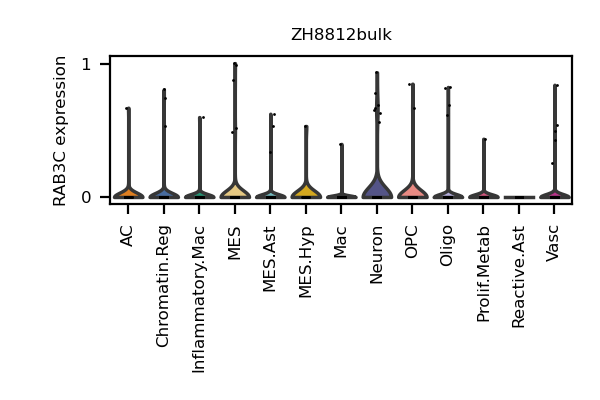 ZH8812bulk
RAB3C expression
1
0
AC
Chromatin.Reg
Inflammatory.Mac
MES
MES.Ast
MES.Hyp
Mac
Neuron
OPC
Oligo
Prolif.Metab
Reactive.Ast
Vasc